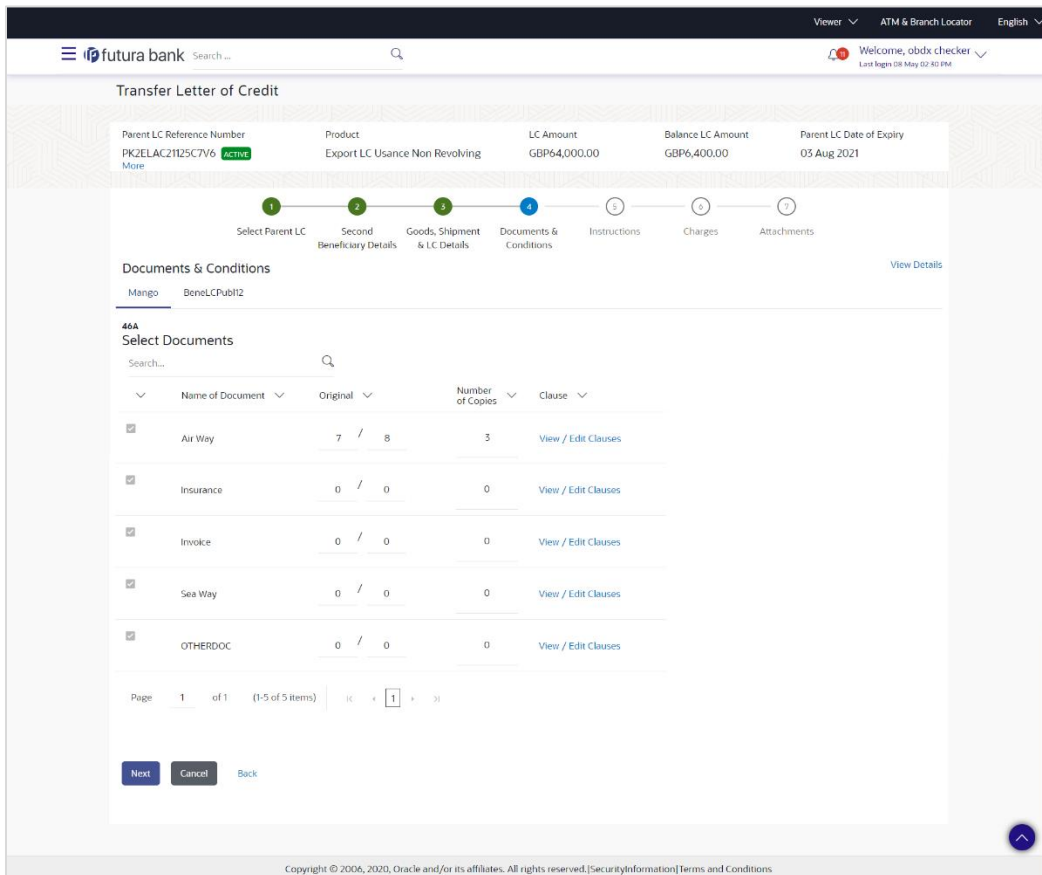 Viewer ATM & Branch Locator English
futura bank Search... 11 Welcome, obdx checker
Last login 08 May 02:30 PM
Transfer Letter of Credit
Parent LC Reference Number Product LC Amount Balance LC Amount Parent LC Date of Expiry
PK2ELAC21125C7V6 ACTIVE Export LC Usance Non Revolving GBP64,000.00 GBP6,400.00 03 Aug 2021
More
1 2 3 4 5 6 7
Select Parent LC Second Goods, Shipment Documents & Instructions Charges Attachments
Beneficiary Details & LC Details Conditions
Documents & Conditions View Details
Mango BeneLCPubl12
46A
Select Documents
Search...
Name of Document Original Number Clause
of Copies
Air Way 7 / 8 3 View / Edit Clauses
Insurance 0 / 0 0 View / Edit Clauses
Invoice 0 / 0 0 View / Edit Clauses
Sea Way 0 / 0 0 View / Edit Clauses
OTHERDOC 0 / 0 0 View / Edit Clauses
Page 1 of 1 (1-5 of 5 items) 1
Next Cancel Back
Copyright © 2006, 2020, Oracle and/or its affiliates. All rights reserved.|SecurityInformation|Terms and Conditions